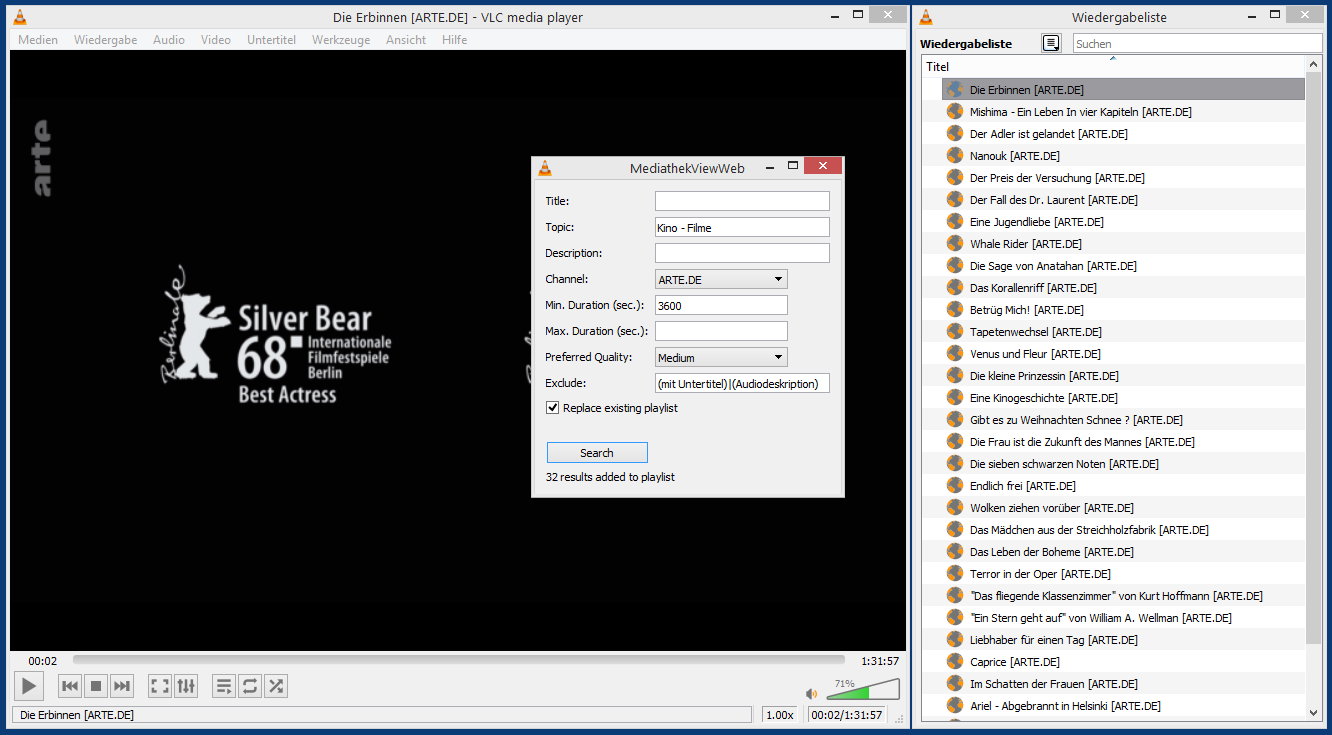 Die Erbinnen [ARTE.DE] - VLC media player
Medien Wiedergabe Audio Video Untertitel Werkzeuge Ansicht Hilfe
arte
Berlinale
Silver Bear
68
Internationale
Filmfestspiele
Berlin
Best Actress
00:02
1:31:57
71%
Die Erbinnen [ARTE.DE]
1.00x
00:02/1:31:57
MediathekViewWeb
Title:
Topic: Kino - Filme
Description:
Channel: ARTE.DE
Min. Duration (sec.): 3600
Max. Duration (sec.):
Preferred Quality: Medium
Exclude: (mit Untertitel)|(Audiodeskription)
Replace existing playlist
Search
32 results added to playlist
Wiedergabeliste
Wiedergabeliste Suchen
Titel
Die Erbinnen [ARTE.DE]
Mishima - Ein Leben In vier Kapiteln [ARTE.DE]
Der Adler ist gelandet [ARTE.DE]
Nanouk [ARTE.DE]
Der Preis der Versuchung [ARTE.DE]
Der Fall des Dr. Laurent [ARTE.DE]
Eine Jugendliebe [ARTE.DE]
Whale Rider [ARTE.DE]
Die Sage von Anatahan [ARTE.DE]
Das Korallenriff [ARTE.DE]
Betrüg Mich! [ARTE.DE]
Tapetenwechsel [ARTE.DE]
Venus und Fleur [ARTE.DE]
Die kleine Prinzessin [ARTE.DE]
Eine Kinogeschichte [ARTE.DE]
Gibt es zu Weihnachten Schnee ? [ARTE.DE]
Die Frau ist die Zukunft des Mannes [ARTE.DE]
Die sieben schwarzen Noten [ARTE.DE]
Endlich frei [ARTE.DE]
Wolken ziehen vorüber [ARTE.DE]
Das Mädchen aus der Streichholzfabrik [ARTE.DE]
Das Leben der Boheme [ARTE.DE]
Terror in der Oper [ARTE.DE]
"Das fliegende Klassenzimmer" von Kurt Hoffmann [ARTE.DE]
"Ein Stern geht auf" von William A. Wellman [ARTE.DE]
Liebhaber für einen Tag [ARTE.DE]
Caprice [ARTE.DE]
Im Schatten der Frauen [ARTE.DE]
Ariel - Abgebrannt in Helsinki [ARTE.DE]